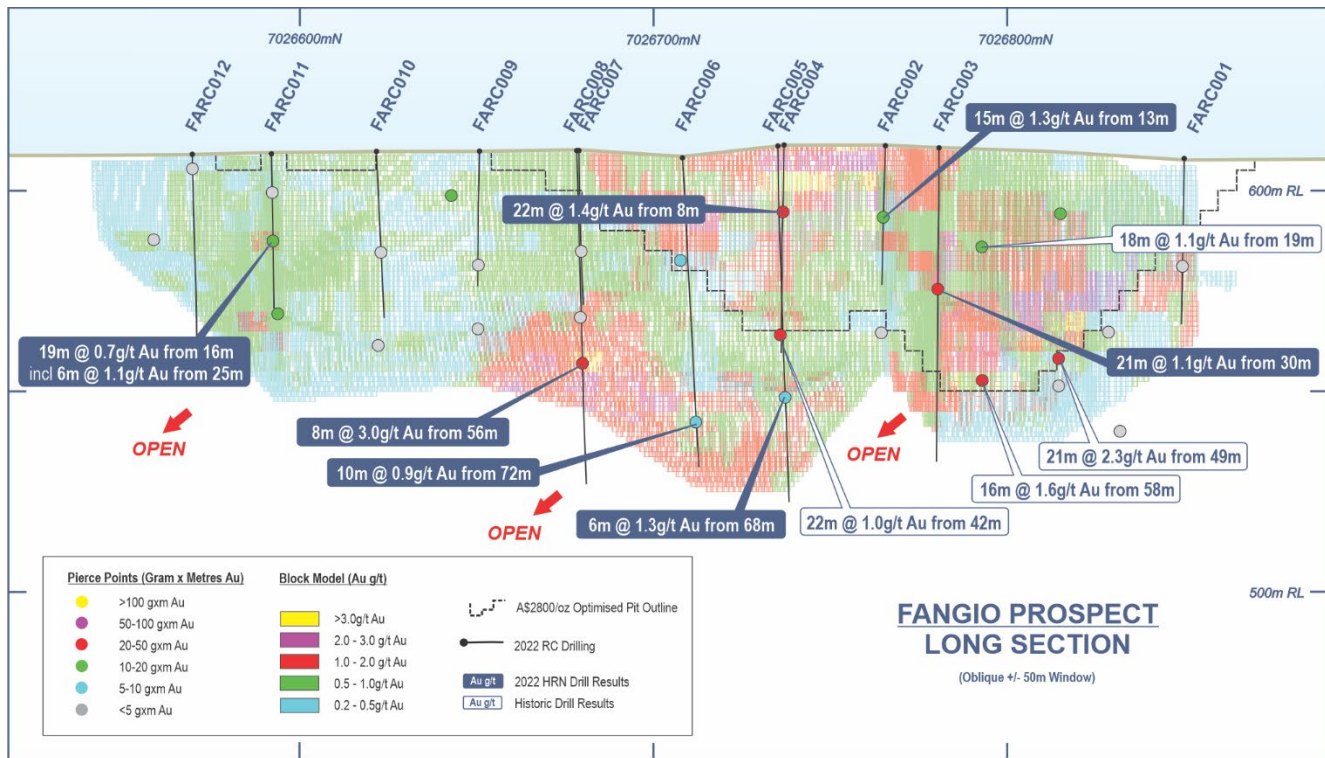 7026600mN
7026700mN
7026800mN
FARC012
FARC011
FARC010
FARC009
FARC008
FARC007
FARC006
FARC005
FARC004
FARC002
FARC003
FARC001
15m @ 1.3g/t Au from 13m
600m RL
22m @ 1.4g/t Au from 8m
18m @ 1.1g/t Au from 19m
19m @ 0.7g/t Au from 16m
incl 6m @ 1.1g/t Au from 25m
21m @ 1.1g/t Au from 30m
OPEN
8m @ 3.0g/t Au from 56m
OPEN
10m @ 0.9g/t Au from 72m
21m @ 2.3g/t Au from 49m
16m @ 1.6g/t Au from 58m
OPEN
6m @ 1.3g/t Au from 68m
22m @ 1.0g/t Au from 42m
Pierce Points (Gram x Metres Au)
>100 gxm Au
50-100 gxm Au
20-50 gxm Au
10-20 gxm Au
5-10 gxm Au
<5 gxm Au
Block Model (Au g/t)
>3.0g/t Au
2.0 - 3.0 g/t Au
1.0 - 2.0 g/t Au
0.5 - 1.0g/t Au
0.2 - 0.5g/t Au
A$2800/oz Optimised Pit Outline
2022 RC Drilling
Au g/t 2022 HRN Drill Results
Au g/t Historic Drill Results
500m RL
FANGIO PROSPECT
LONG SECTION
(Oblique +/- 50m Window)